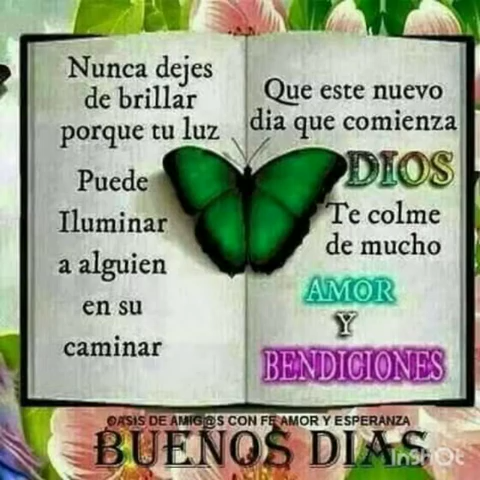 Nunca dejes
de brillar
porque tu luz
Puede
Iluminar
a alguien
en su
caminar
Que este nuevo
dia que comienza
DIOS
Te colme
de mucho
AMOR
Y
BENDICIONES
OASIS DE AMIG@S CON FE AMOR Y ESPERANZA
BUENOS DIAS
InShOt